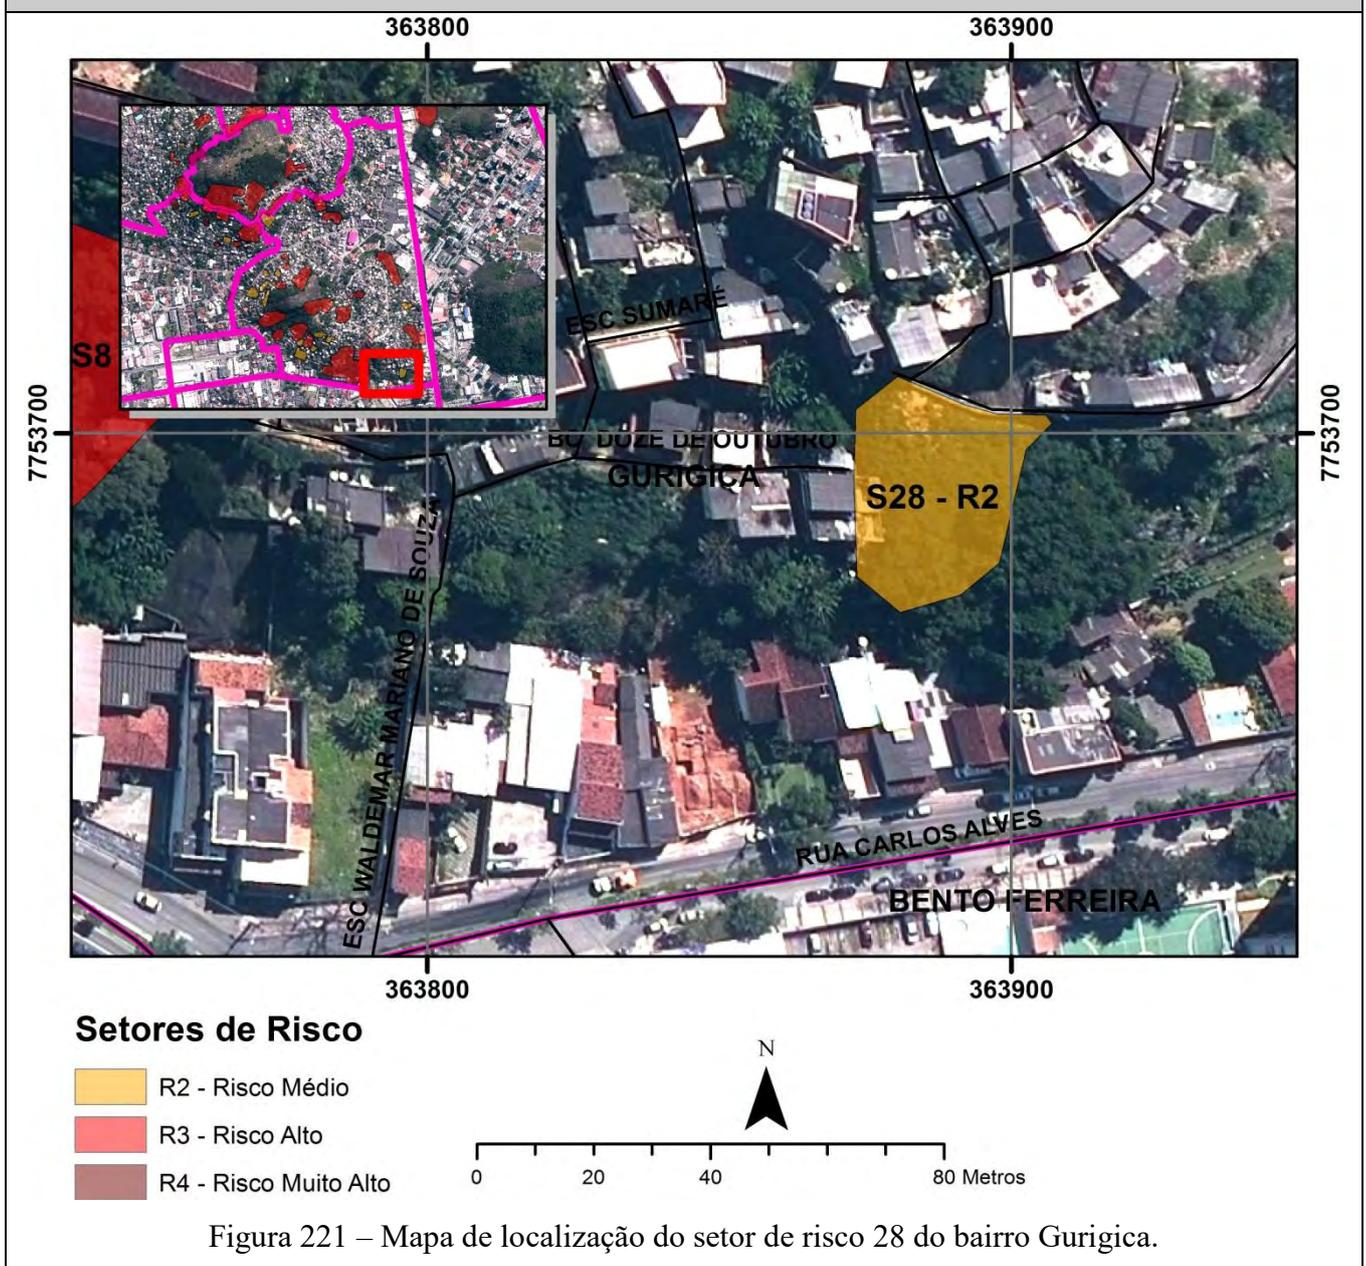 363800
363900
ESC SUMARÉ
S8
7753700
7753700
BC DOZE DE OUTUBRO
GURIGICA
S28 - R2
ESC WALDEMAR MARIANO DE SOUZA
RUA CARLOS ALVES
BENTO FERREIRA
363800
363900
Setores de Risco
R2 - Risco Médio
R3 - Risco Alto
R4 - Risco Muito Alto
N
0 20 40 80 Metros
Figura 221 – Mapa de localização do setor de risco 28 do bairro Gurigica.